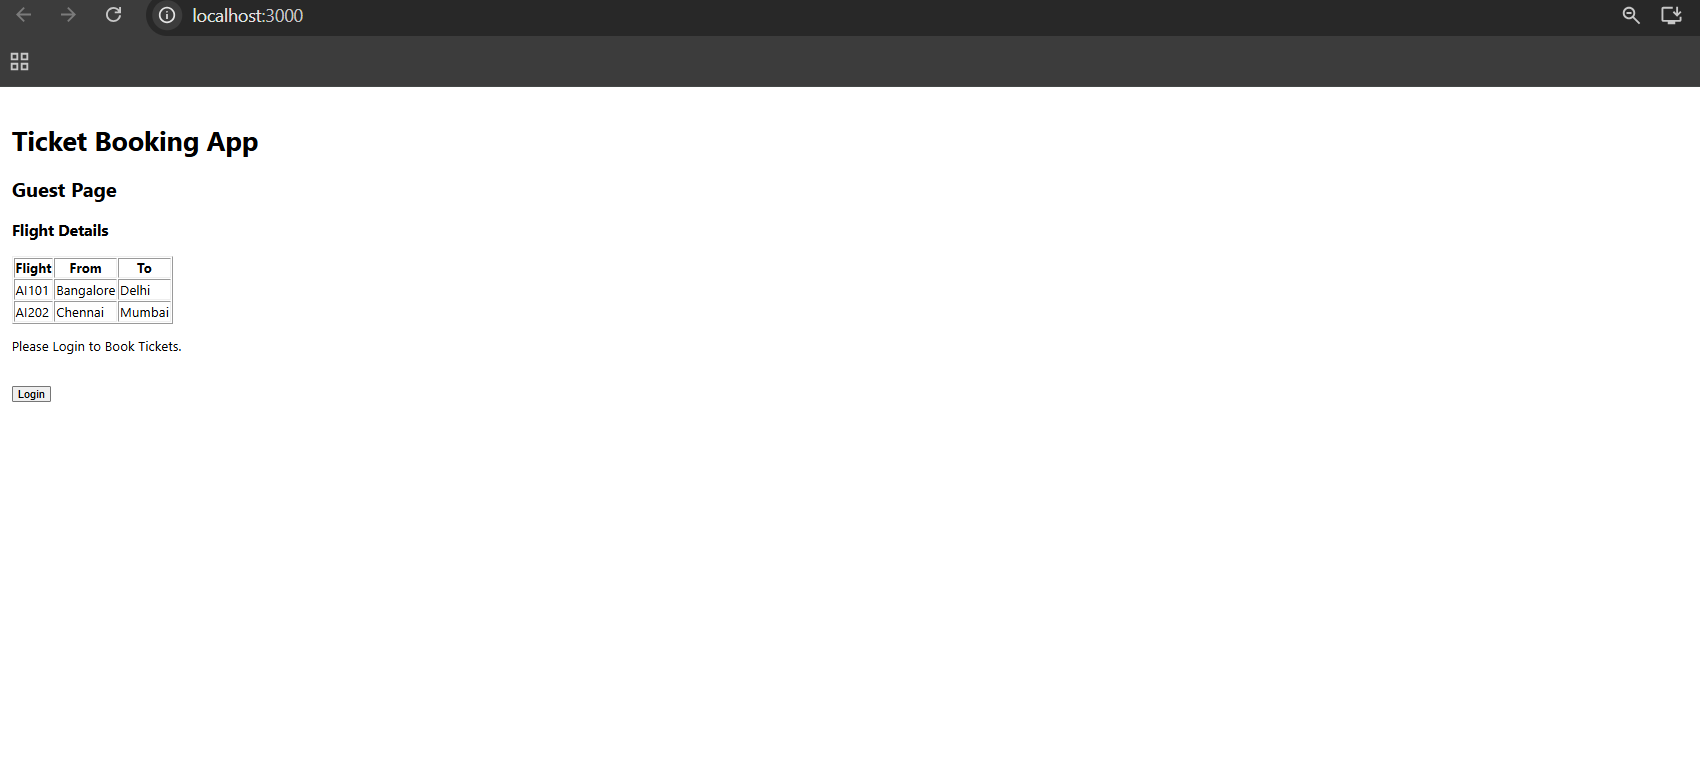 localhost:3000
Ticket Booking App
Guest Page
Flight Details
Flight From To
AI101 Bangalore Delhi
AI202 Chennai Mumbai
Please Login to Book Tickets.
Login